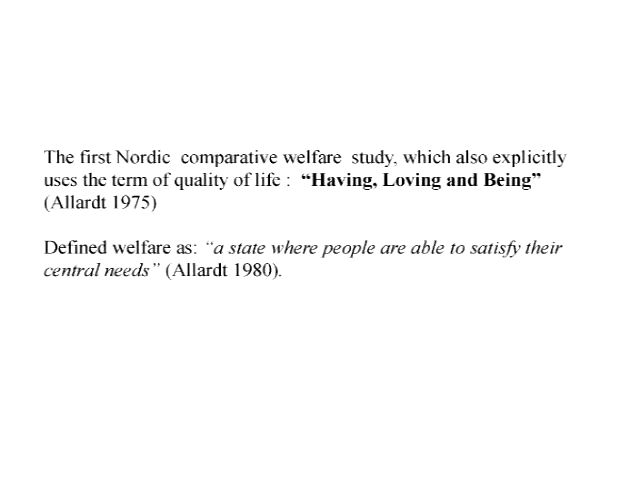 The first Nordic comparative welfare study, which also explicitly
uses the term of quality of life : “Having, Loving and Being”
(Allardt 1975)
Defined welfare as: “a state where people are able to satisfy their
central needs” (Allardt 1980).